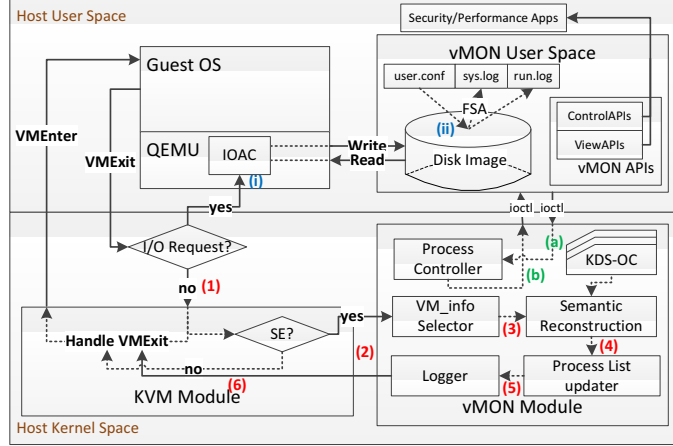 Host User Space
Security/Performance Apps
Guest OS
vMON User Space
user.conf
sys.log
run.log
FSA
(ii)
Disk Image
ControlAPIs
ViewAPIs
vMON APIs
VMEnter
VMExit
QEMU
IOAC
(i)
Write
Read
yes
I/O Request?
no
(1)
ioctl
ioctl
(a)
(b)
Process
Controller
KDS-OC
VM_info
Selector
(3)
Semantic
Reconstruction
(4)
Handle VMExit
SE?
yes
(2)
no
(6)
Logger
(5)
Process List
updater
KVM Module
vMON Module
Host Kernel Space